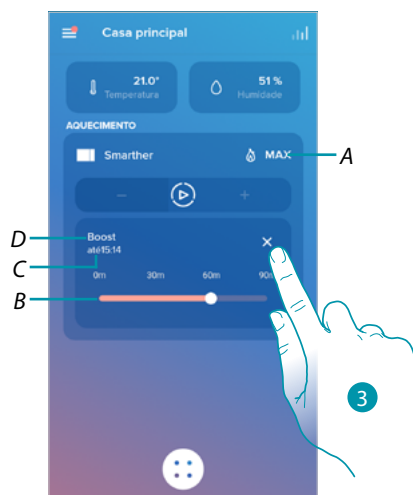 Casa principal
21.0°
Temperatura
51 %
Humidade
AQUECIMENTO
Smarther
MAX
A
D
Boost
C
até15:14
0m 30m 60m 90m
B
3